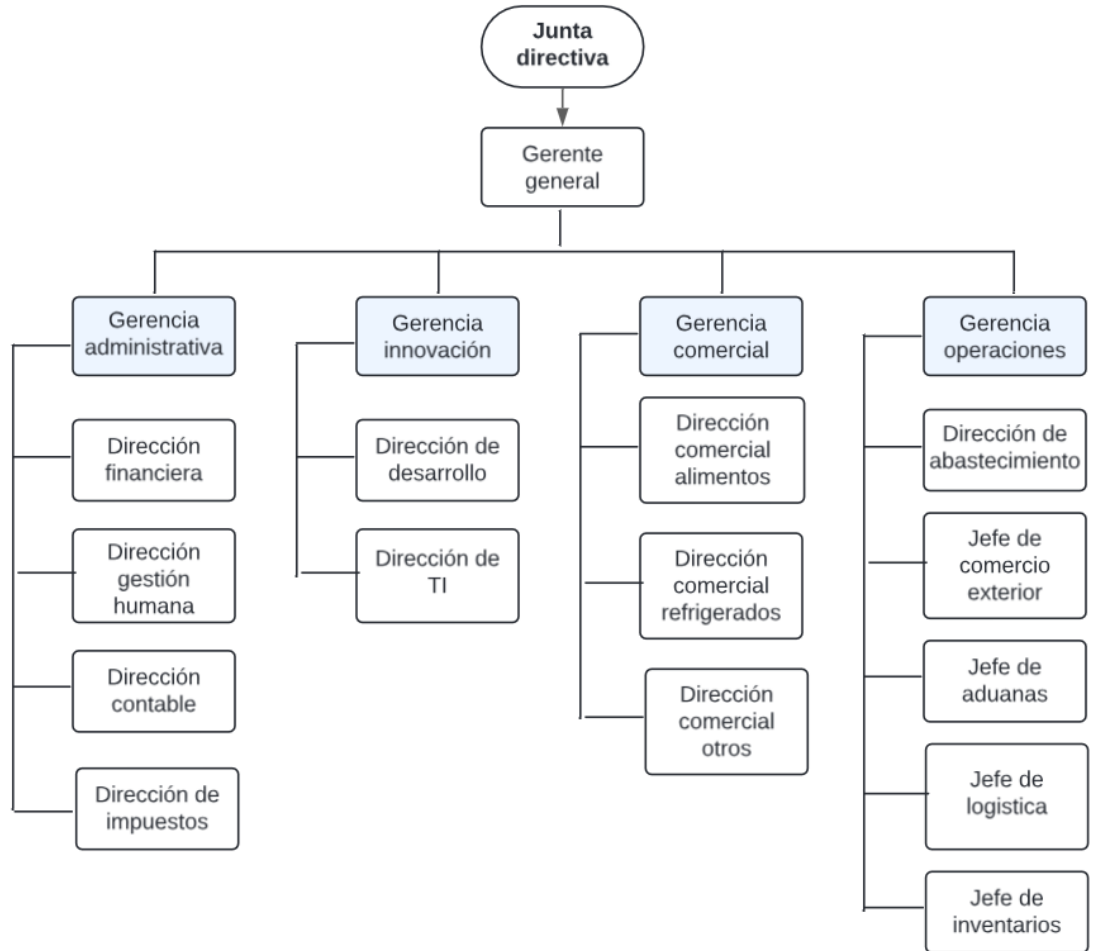 Junta
directiva
Gerente
general
Gerencia
administrativa
Dirección
financiera
Dirección
gestión
humana
Dirección
contable
Dirección de
impuestos
Gerencia
innovación
Dirección de
desarrollo
Dirección de
TI
Gerencia
comercial
Dirección
comercial
alimentos
Dirección
comercial
refrigerados
Dirección
comercial
otros
Gerencia
operaciones
Dirección de
abastecimiento
Jefe de
comercio
exterior
Jefe de
aduanas
Jefe de
logistica
Jefe de
inventarios